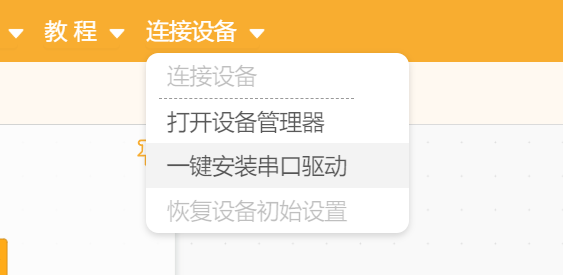 教程 连接设备
连接设备
打开设备管理器
一键安装串口驱动
恢复设备初始设置